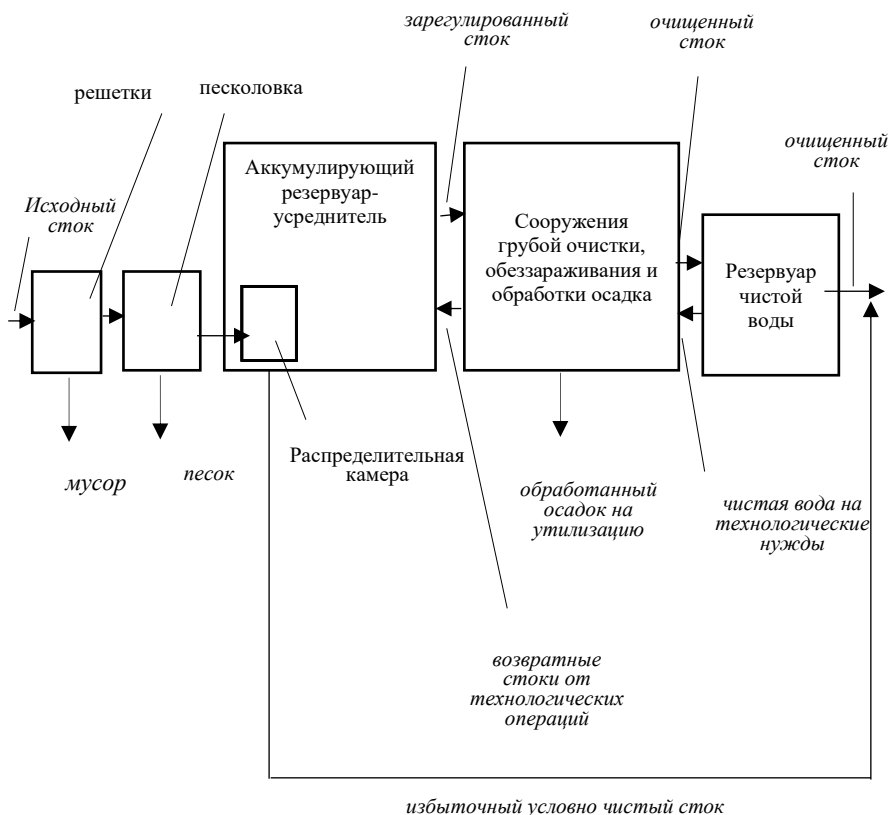 зарегулированный
сток
очищенный
сток
решетки
песколовка
очищенный
сток
Аккумулирующий
резервуар-
усреднитель
Исходный
сток
Сооружения
грубой очистки,
обеззараживания и
обработки осадка
Резервуар
чистой
воды
Распределительная
камера
мусор
песок
обработанный
осадок на
утилизацию
чистая вода на
технологические
нужды
возвратные
стоки от
технологических
операций
избыточный условно чистый сток